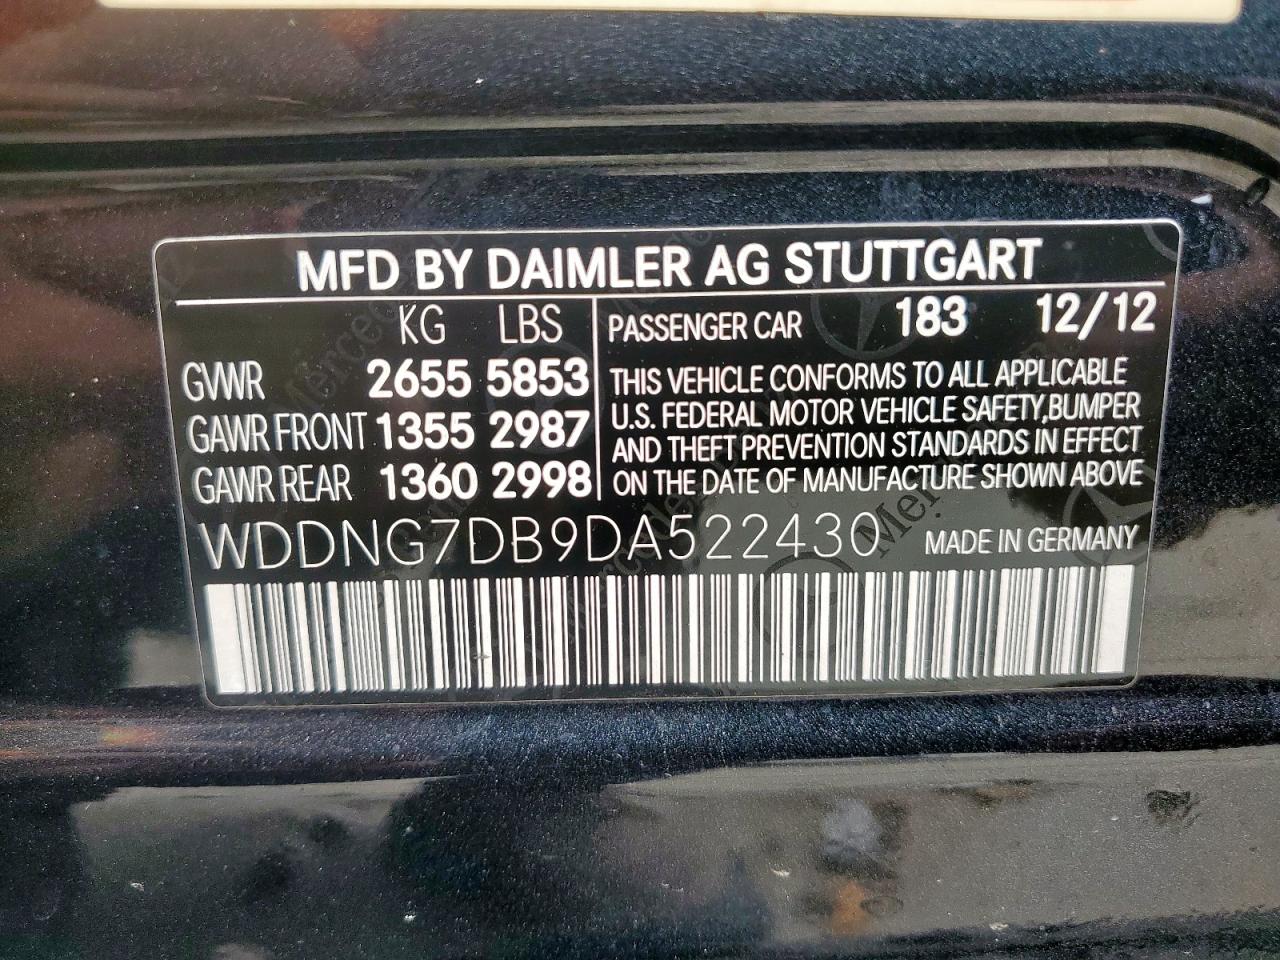 MFD BY DAIMLER AG STUTTGART
KG LBS
GVWR 2655 5853
GAWR FRONT 1355 2987
GAWR REAR 1360 2998
PASSENGER CAR 183 12/12
THIS VEHICLE CONFORMS TO ALL APPLICABLE
U.S. FEDERAL MOTOR VEHICLE SAFETY,BUMPER
AND THEFT PREVENTION STANDARDS IN EFFECT
ON THE DATE OF MANUFACTURE SHOWN ABOVE
WDDNG7DB9DA522430 MADE IN GERMANY